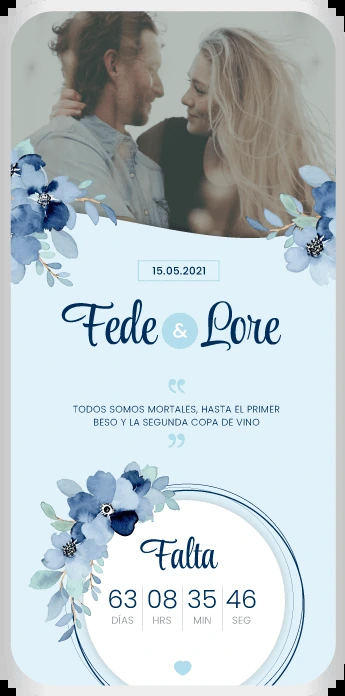 15.05.2021
Fede & Lore
“
TODOS SOMOS MORTALES, HASTA EL PRIMER
BESO Y LA SEGUNDA COPA DE VINO
”
Falta
63 08 35 46
DÍAS HRS MIN SEG